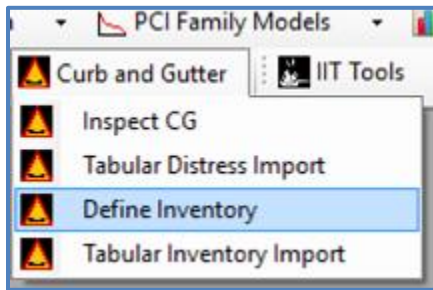 PCI Family Models
Curb and Gutter IIT Tools
Inspect CG
Tabular Distress Import
Define Inventory
Tabular Inventory Import